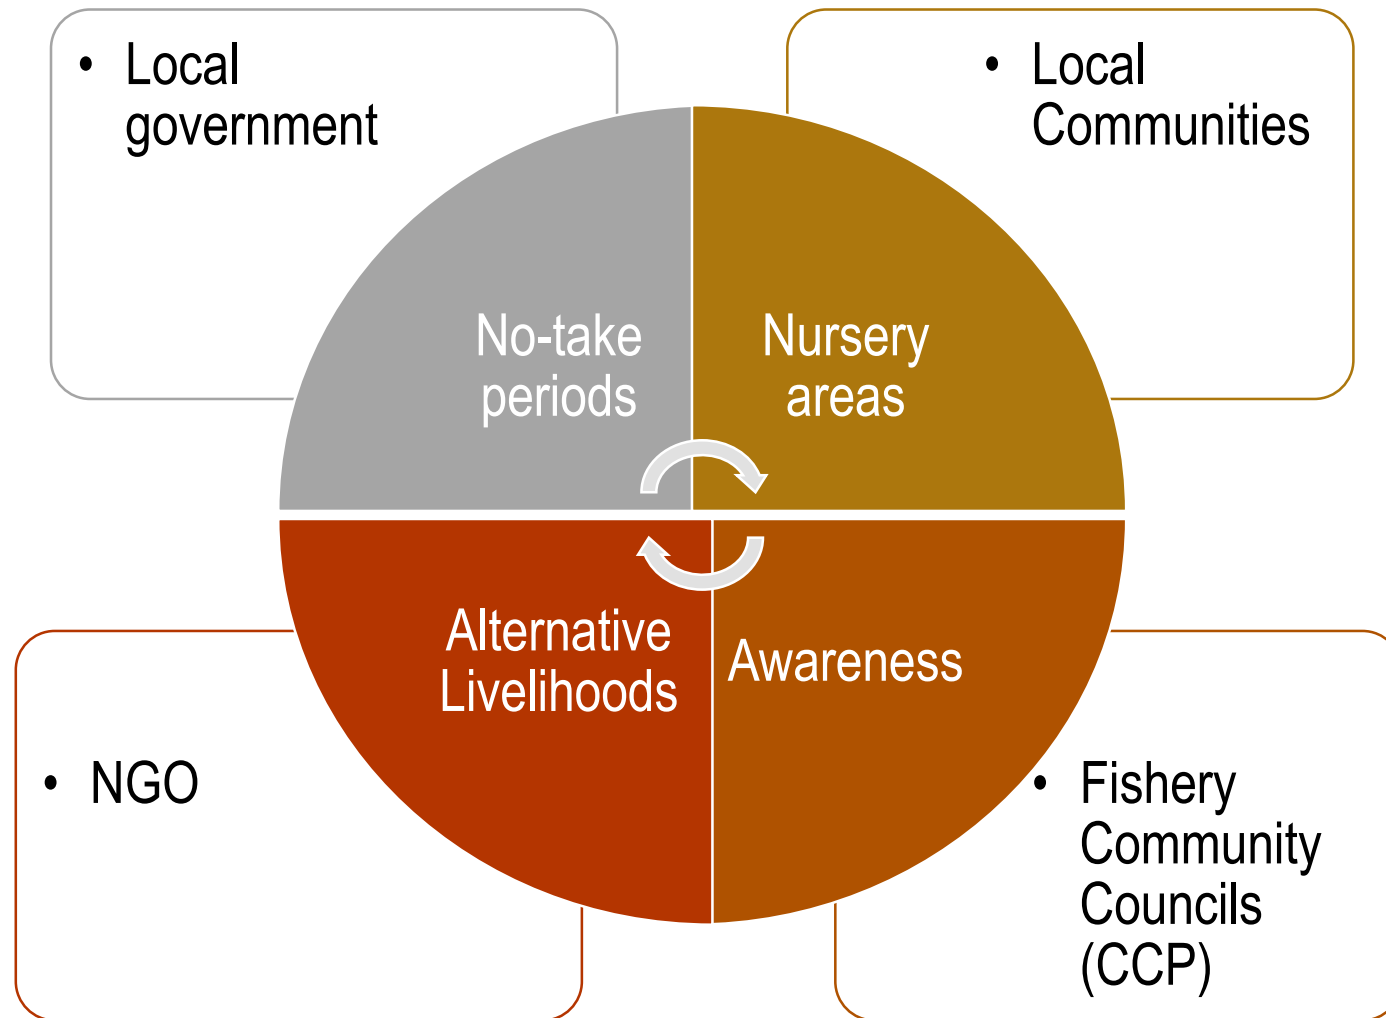 • Local
government
• Local
Communities
No-take
periods
Nursery
areas
Alternative
Livelihoods
Awareness
• NGO
• Fishery
Community
Councils
(CCP)